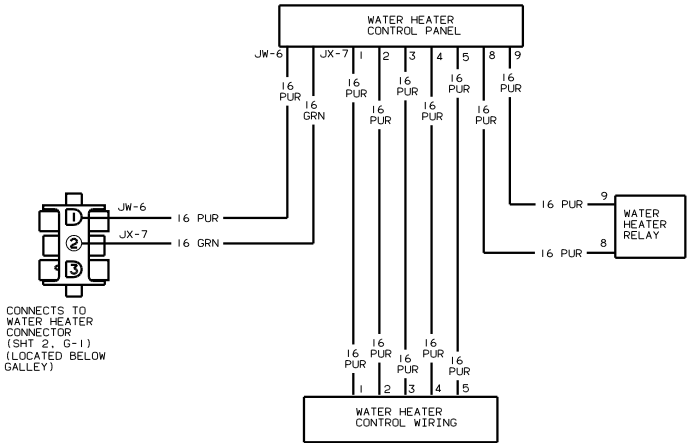 WATER HEATER
CONTROL PANEL
JW-6
JX-7
1
2
3
4
5
8
9
16
PUR
16
GRN
16
PUR
16
PUR
16
PUR
16
PUR
16
PUR
16
PUR
16
PUR
JW-6
16 PUR
JX-7
16 GRN
1
2
3
9
16 PUR
8
16 PUR
WATER
HEATER
RELAY
CONNECTS TO
WATER HEATER
CONNECTOR
(SHT 2, G-1)
(LOCATED BELOW
GALLEY)
16
PUR
16
PUR
16
PUR
16
PUR
16
PUR
1
2
3
4
5
WATER HEATER
CONTROL WIRING